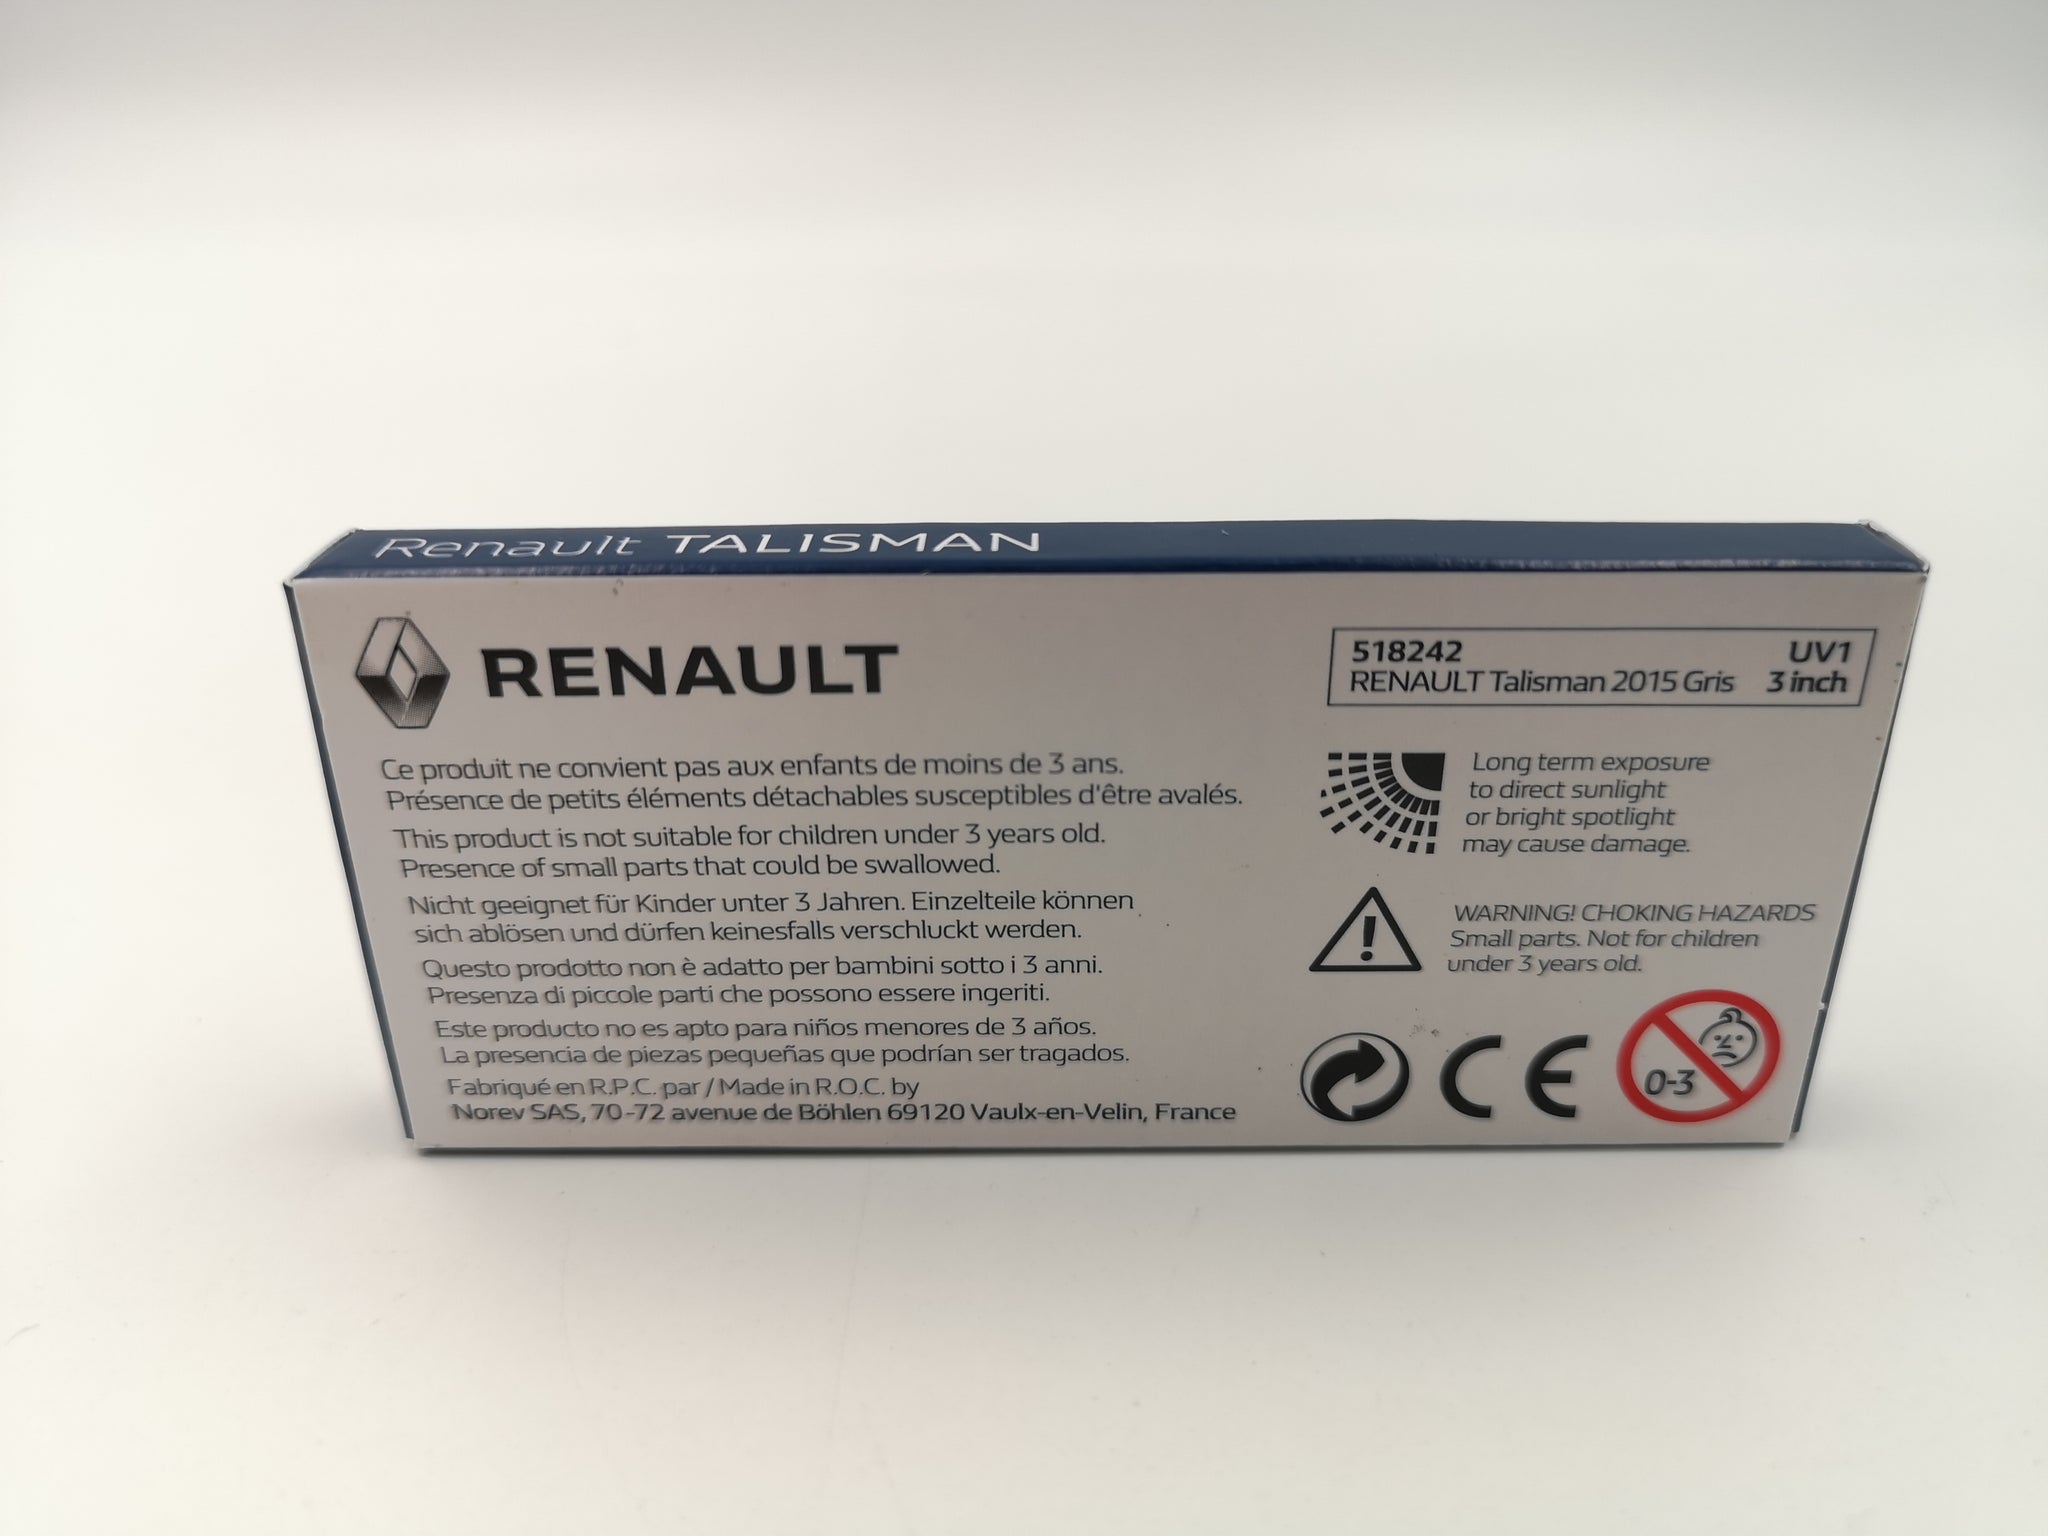 Renault TALISMAN
RENAULT
518242 UV1
RENAULT Talisman 2015 Gris 3 inch
Ce produit ne convient pas aux enfants de moins de 3 ans.
Présence de petits éléments détachables susceptibles d'être avalés.
This product is not suitable for children under 3 years old.
Presence of small parts that could be swallowed.
Nicht geeignet für Kinder unter 3 Jahren. Einzelteile können
sich ablösen und dürfen keinesfalls verschluckt werden.
Questo prodotto non è adatto per bambini sotto i 3 anni.
Presenza di piccole parti che possono essere ingeriti.
Este producto no es apto para niños menores de 3 años.
La presencia de piezas pequeñas que podrían ser tragados.
Fabriqué en R.P.C. par / Made in R.O.C. by
Norev SAS, 70-72 avenue de Böhlen 69120 Vaulx-en-Velin, France
Long term exposure
to direct sunlight
or bright spotlight
may cause damage.
WARNING! CHOKING HAZARDS
Small parts. Not for children
under 3 years old.
CE
0-3